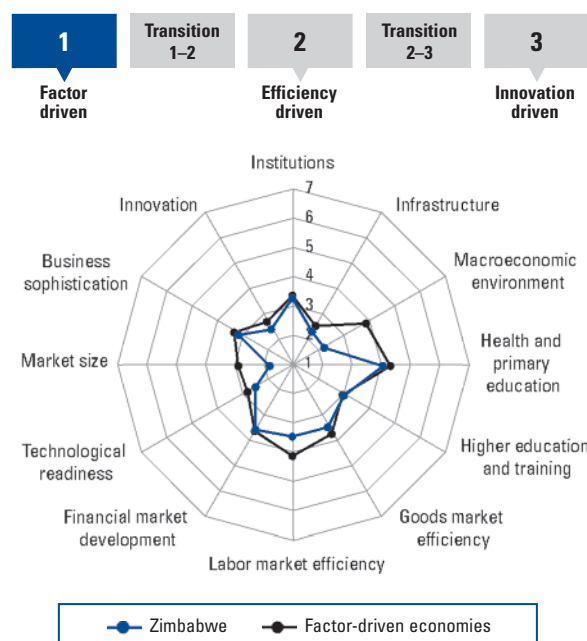 1
Transition
1–2
2
Transition
2–3
3
Factor
driven
Efficiency
driven
Innovation
driven
Institutions
7
6
5
4
3
2
1
Infrastructure
Macroeconomic
environment
Health and
primary
education
Higher education
and training
Goods market
efficiency
Labor market efficiency
Financial market
development
Technological
readiness
Market size
Business
sophistication
Innovation
Zimbabwe
Factor-driven economies